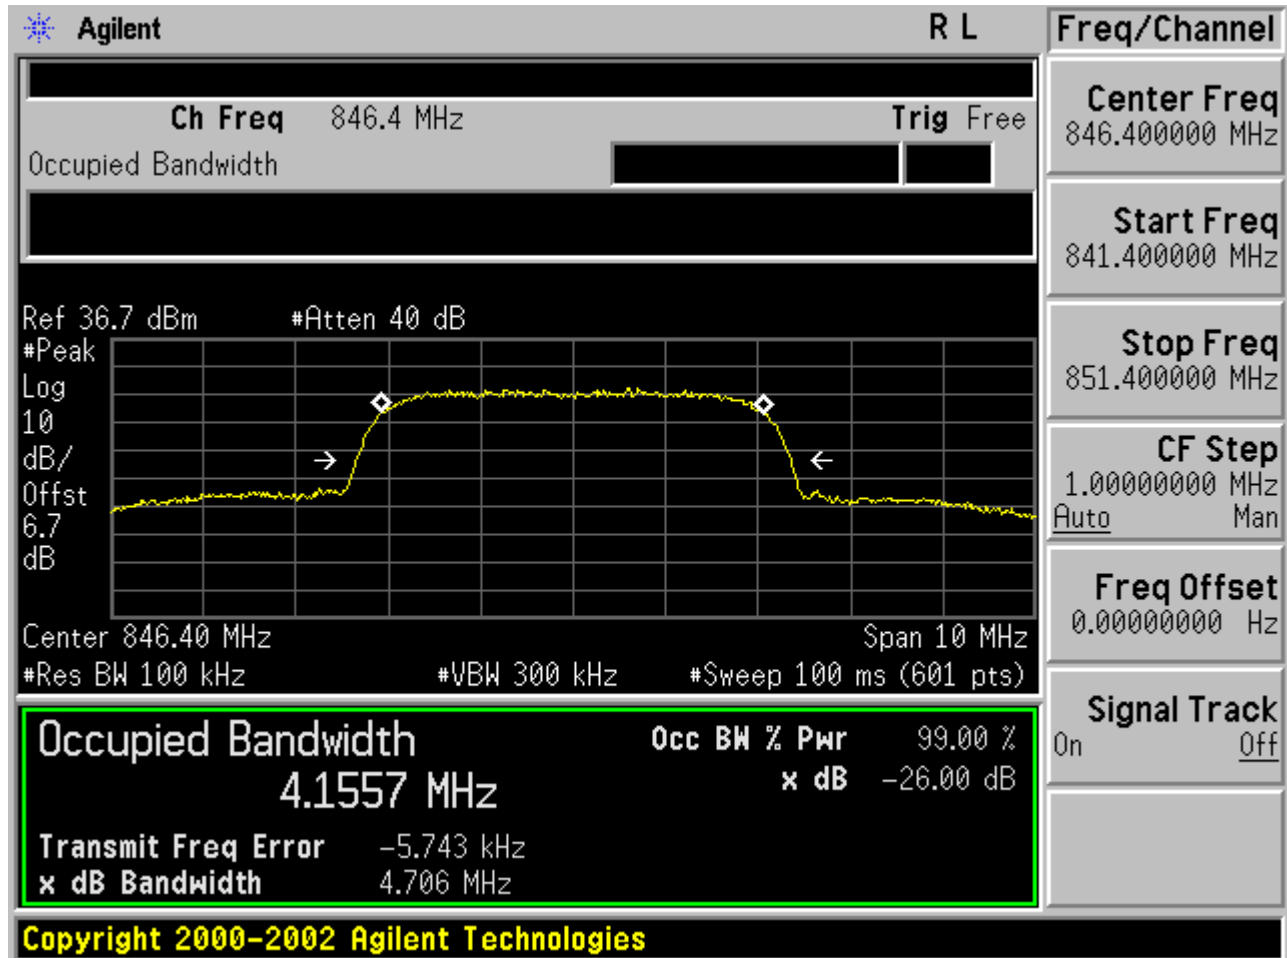 Agilent R L
Ch Freq 846.4 MHz Trig Free
Occupied Bandwidth
Ref 36.7 dBm #Atten 40 dB
#Peak
Log
10
dB/
Offst
6.7
dB
Center 846.40 MHz Span 10 MHz
#Res BW 100 kHz #VBW 300 kHz #Sweep 100 ms (601 pts)
Occupied Bandwidth
4.1557 MHz
Occ BW % Pwr 99.00 %
x dB -26.00 dB
Transmit Freq Error -5.743 kHz
x dB Bandwidth 4.706 MHz
Copyright 2000-2002 Agilent Technologies
Freq/Channel
Center Freq
846.400000 MHz
Start Freq
841.400000 MHz
Stop Freq
851.400000 MHz
CF Step
1.00000000 MHz
Auto Man
Freq Offset
0.00000000 Hz
Signal Track
On Off